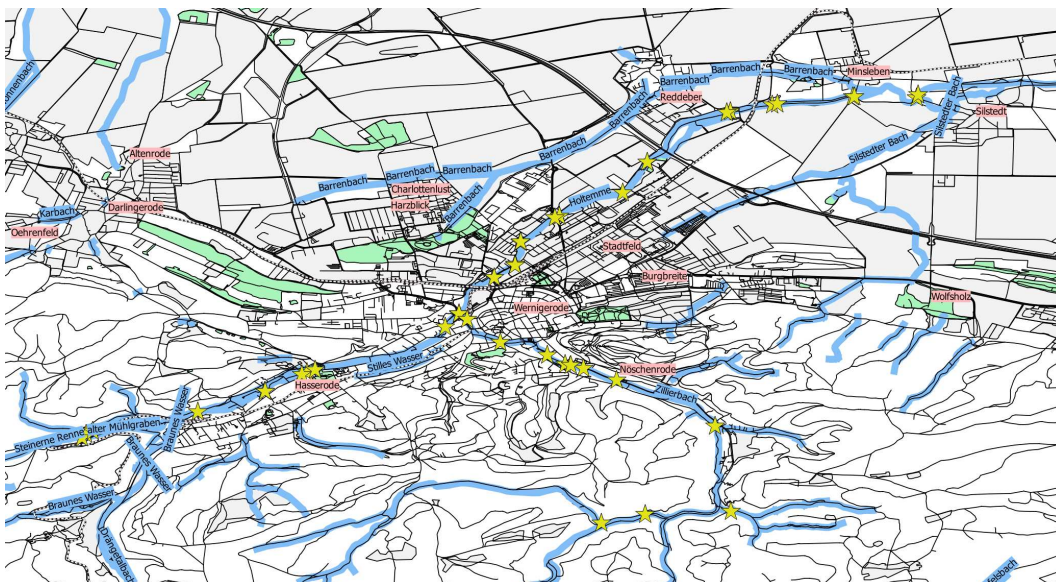 Barrenbach
Barrenbach
Minsleben
Barrenbach
Reddeber
Silstedt
Silstedter Bach
Barrenbach
Silstedter Bach
Altenrode
Barrenbach
Barrenbach
Barrenbach
Charlottenlust
Harzblick
Barrenbach
Holtemme
Karbach
Darlingerode
Oehrenfeld
Stadtfeld
Burgbreite
Wolfsholz
Wernigerode
Stilles Wasser
Nöschenrode
Hasserode
Zillierbach
Braunes Wasser
Steinerne Renne
alter Mühlgraben
Braunes Wasser
Braunes Wasser
Drängetalbach